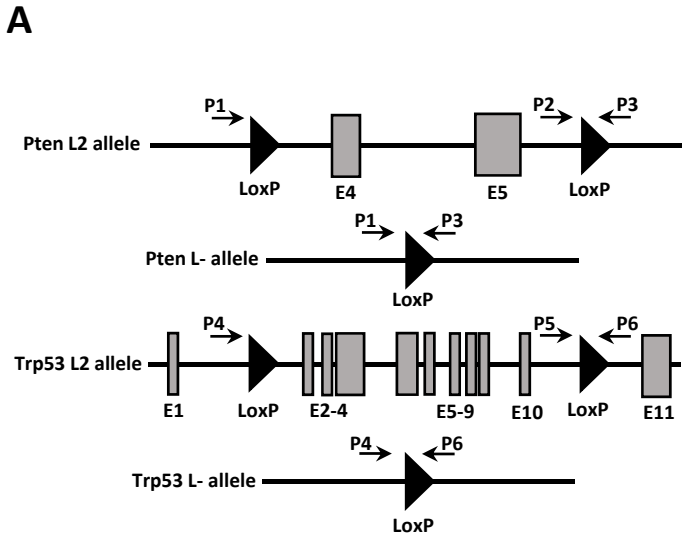 A
P1 P2 P3
Pten L2 allele
LoxP E4 E5 LoxP
P1 P3
Pten L- allele
LoxP
P4 P5 P6
Trp53 L2 allele
E1 LoxP E2-4 E5-9 E10 LoxP E11
P4 P6
Trp53 L- allele
LoxP